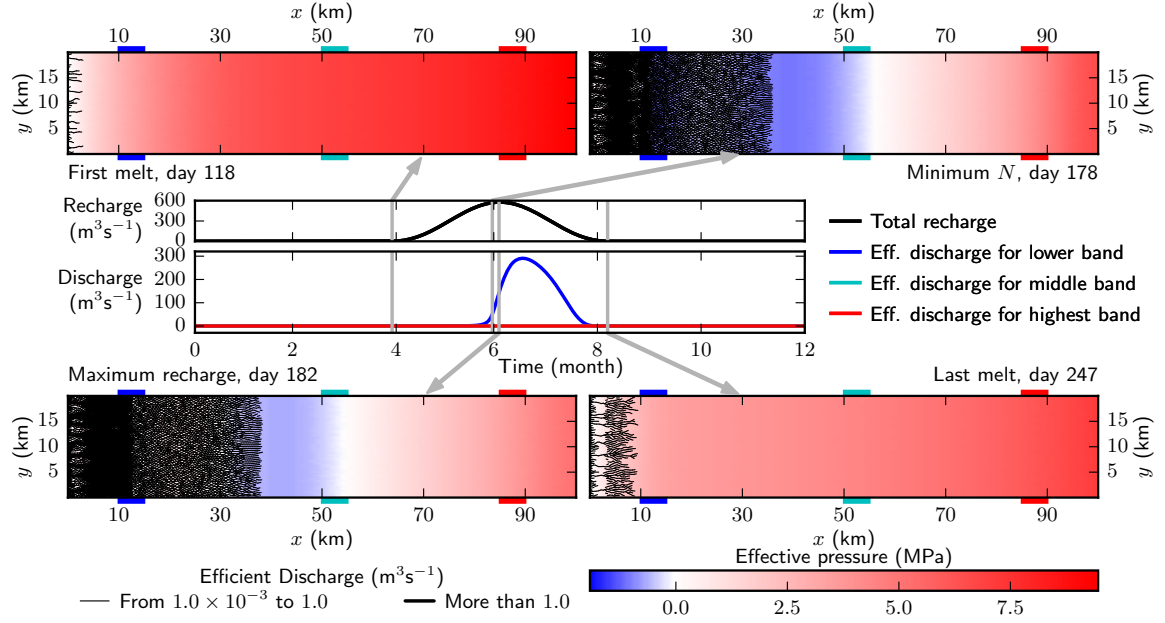 x (km)
x (km)
10 30 50 70 90
10 30 50 70 90
y (km)
15
10
5
15
10
5
y (km)
First melt, day 118
Minimum N, day 178
Recharge
(m³s⁻¹)
600
300
0
Discharge
(m³s⁻¹)
300
200
100
0
0 2 4 6 8 10 12
Time (month)
Total recharge
Eff. discharge for lower band
Eff. discharge for middle band
Eff. discharge for highest band
Maximum recharge, day 182
Last melt, day 247
y (km)
15
10
5
15
10
5
y (km)
10 30 50 70 90
10 30 50 70 90
x (km)
x (km)
Efficient Discharge (m³s⁻¹)
From 1.0 × 10⁻³ to 1.0
More than 1.0
Effective pressure (MPa)
0.0 2.5 5.0 7.5